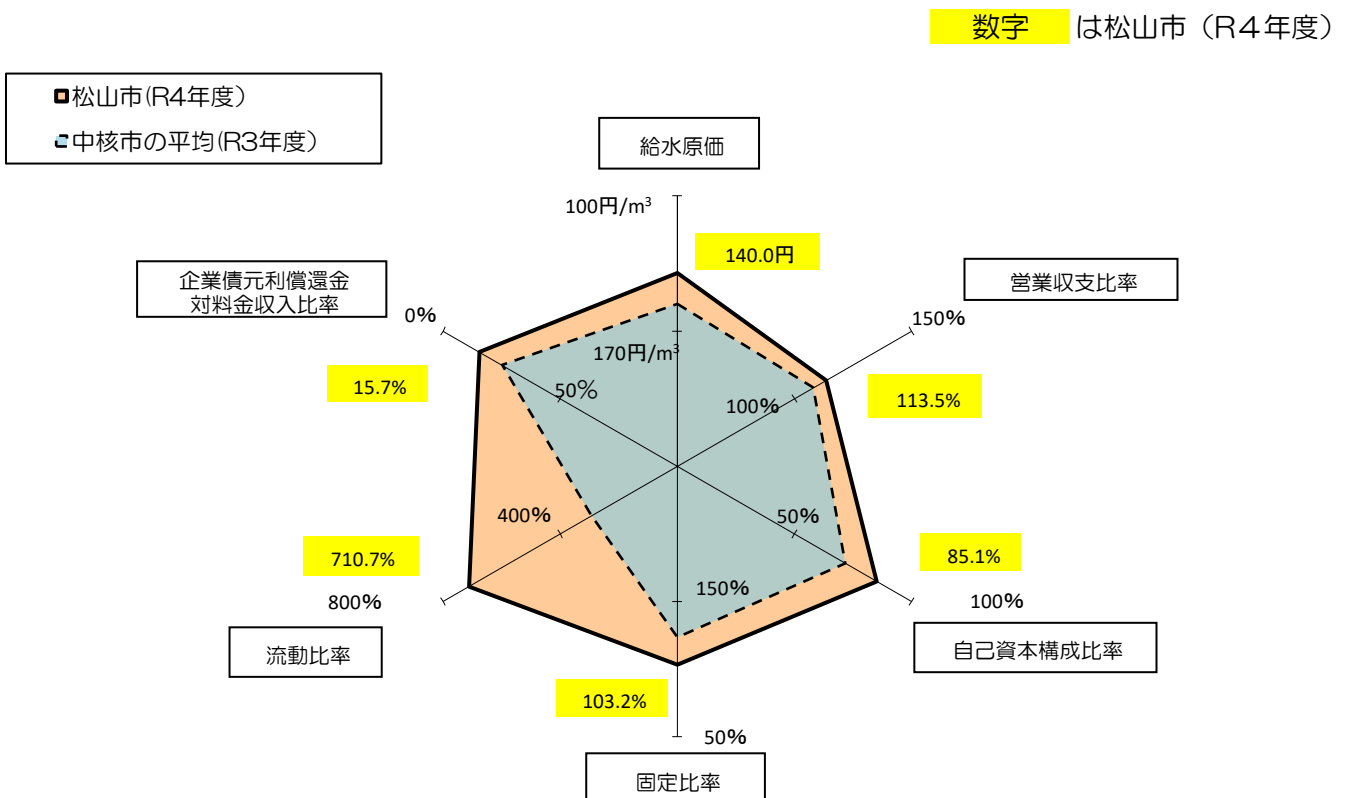 数字 は松山市（R４年度）
松山市(R4年度）
中核市の平均(R3年度）
給水原価
100円/m³
140.0円
企業債元利償還金
対料金収入比率
営業収支比率
0%
150%
170円/m³
15.7%
50%
100%
113.5%
400%
50%
710.7%
85.1%
800%
150%
100%
流動比率
自己資本構成比率
103.2%
50%
固定比率